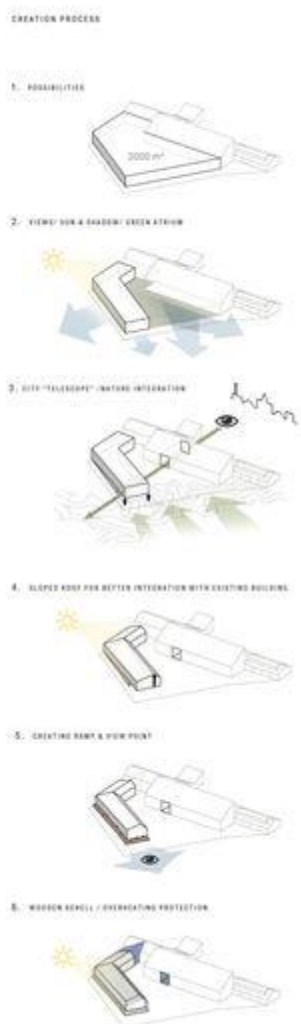 CREATION PROCESS
1. POSSIBILITIES
2000 m²
2. VIEWS/ SUN & SHADOW/ GREEN ATRIUM
3. CITY "TELESCOPE" /NATURE INTEGRATION
4. SLOPED ROOF FOR BETTER INTEGRATION WITH EXISTING BUILDING
5. CREATING RAMP & VIEW POINT
6. WOODEN SCHELL / OVERHEATING PROTECTION